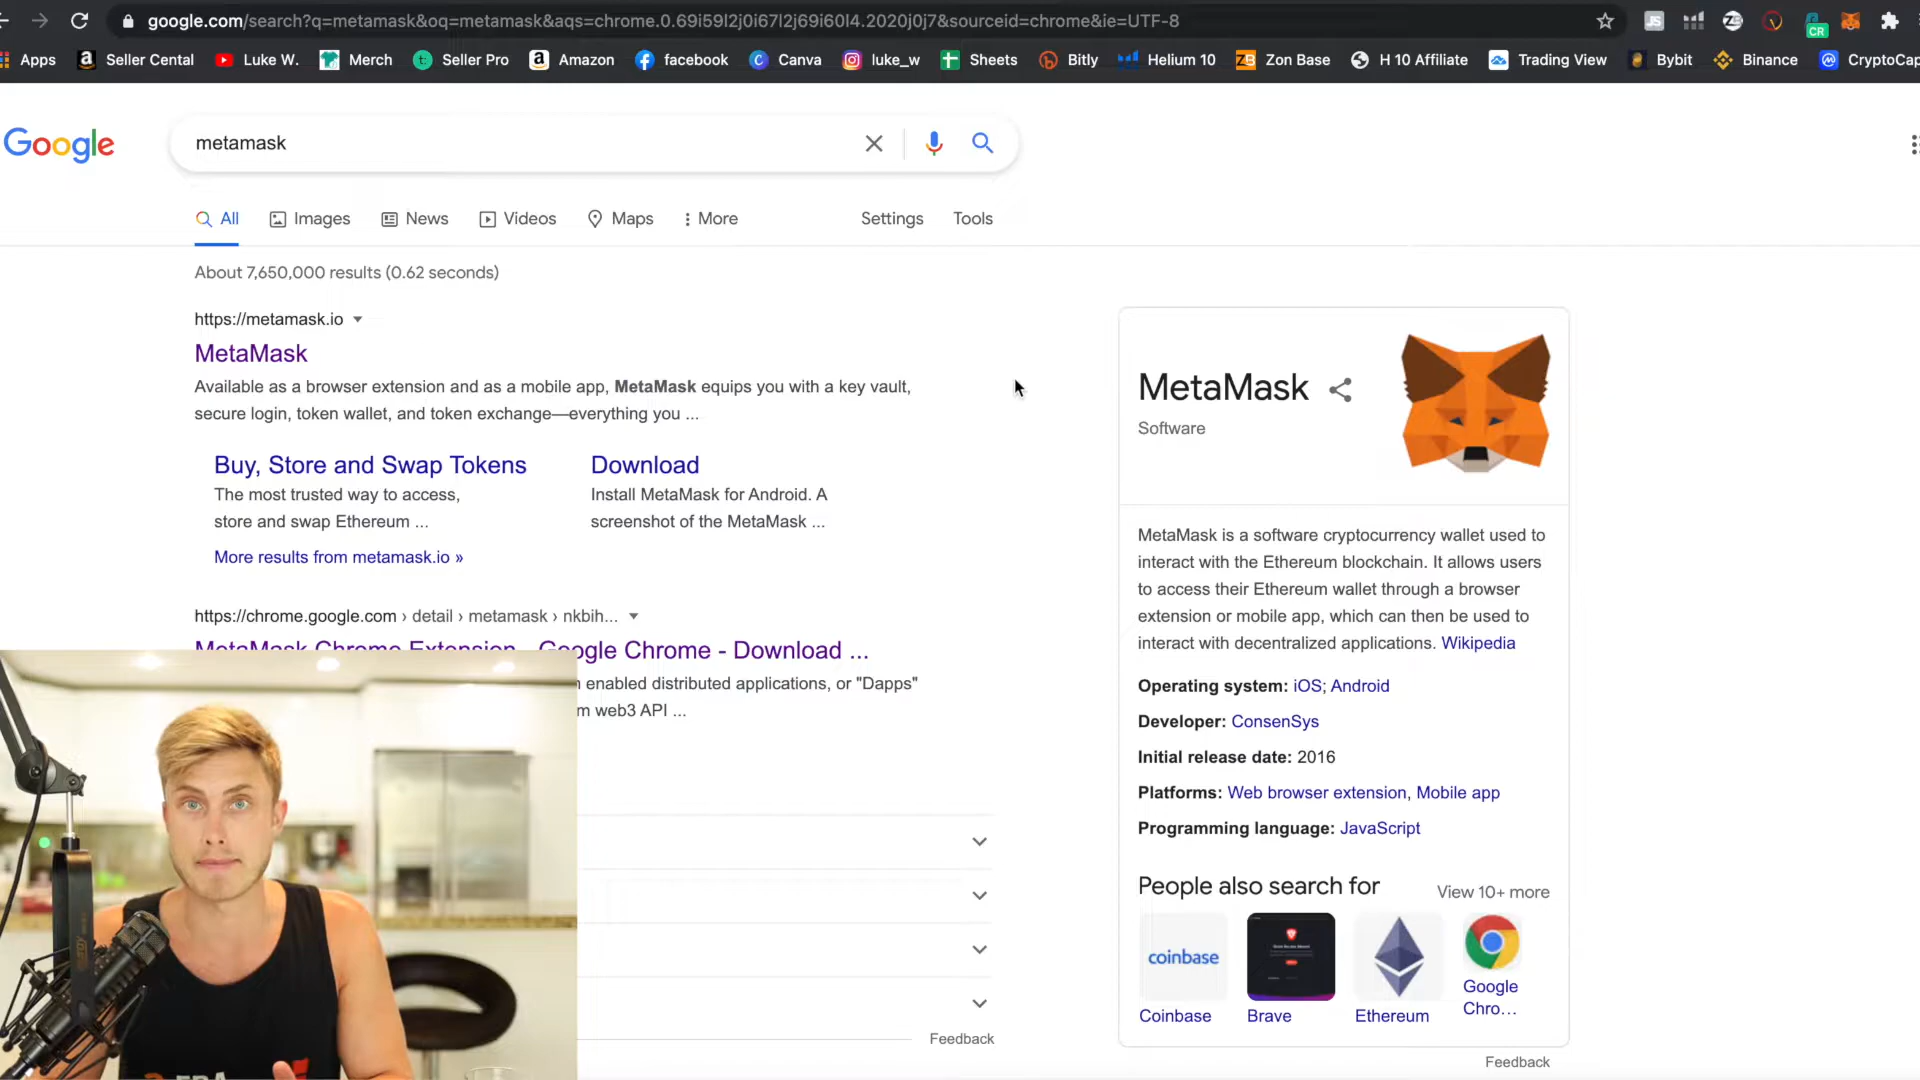 google.com/search?q=metamask&oq=metamask&aqs=chrome.0.69i59l2j0i67l2j69i60l4.2020j0j7&sourceid=chrome&ie=UTF-8
CR
Apps Seller Cental Luke W. Merch Seller Pro Amazon facebook Canva luke_w Sheets Bitly Helium 10 Zon Base H 10 Affiliate Trading View Bybit Binance CryptoCap
Google
metamask
All Images News Videos Maps More Settings Tools
About 7,650,000 results (0.62 seconds)
https://metamask.io
MetaMask
Available as a browser extension and as a mobile app, MetaMask equips you with a key vault,
secure login, token wallet, and token exchange—everything you ...
Buy, Store and Swap Tokens
The most trusted way to access,
store and swap Ethereum ...
Download
Install MetaMask for Android. A
screenshot of the MetaMask ...
More results from metamask.io »
https://chrome.google.com › detail › metamask › nkbih...
MetaMask Chrome Extension - Google Chrome - Download ...
enabled distributed applications, or "Dapps"
web3 API ...
Feedback
MetaMask
Software
MetaMask is a software cryptocurrency wallet used to
interact with the Ethereum blockchain. It allows users
to access their Ethereum wallet through a browser
extension or mobile app, which can then be used to
interact with decentralized applications. Wikipedia
Operating system: iOS; Android
Developer: ConsenSys
Initial release date: 2016
Platforms: Web browser extension, Mobile app
Programming language: JavaScript
People also search for
View 10+ more
coinbase
Coinbase
Brave
Ethereum
Google
Chro...
Feedback